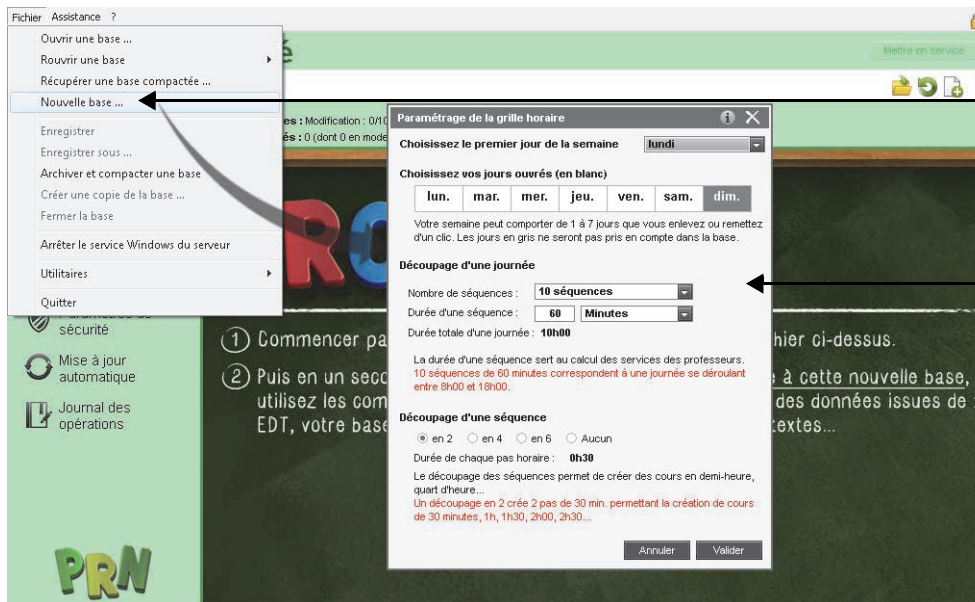 Fichier Assistance ?
Ouvrir une base ...
Rouvrir une base
Récupérer une base compactée ...
Nouvelle base ...
Enregistrer
Enregistrer sous ...
Archiver et compacter une base
Créer une copie de la base ...
Fermer la base
Arrêter le service Windows du serveur
Utilitaires
Quitter
é
Mettre en service
es : Modification : 0/10
és : 0 (dont 0 en mode
RO
sécurité
Mise à jour
automatique
Journal des
opérations
PRN
1 Commencer pa
hier ci-dessus.
2 Puis en un seco
à cette nouvelle base,
utilisez les com
des données issues de
EDT, votre base
textes...
Paramétrage de la grille horaire
Choisissez le premier jour de la semaine lundi
Choisissez vos jours ouvrés (en blanc)
lun. mar. mer. jeu. ven. sam. dim.
Votre semaine peut comporter de 1 à 7 jours que vous enlevez ou remettez
d'un clic. Les jours en gris ne seront pas pris en compte dans la base.
Découpage d'une journée
Nombre de séquences : 10 séquences
Durée d'une séquence : 60 Minutes
Durée totale d'une journée : 10h00
La durée d'une séquence sert au calcul des services des professeurs.
10 séquences de 60 minutes correspondent à une journée se déroulant
entre 8h00 et 18h00.
Découpage d'une séquence
en 2 en 4 en 6 Aucun
Durée de chaque pas horaire : 0h30
Le découpage des séquences permet de créer des cours en demi-heure,
quart d'heure...
Un découpage en 2 crée 2 pas de 30 min. permettant la création de cours
de 30 minutes, 1h, 1h30, 2h00, 2h30...
Annuler Valider